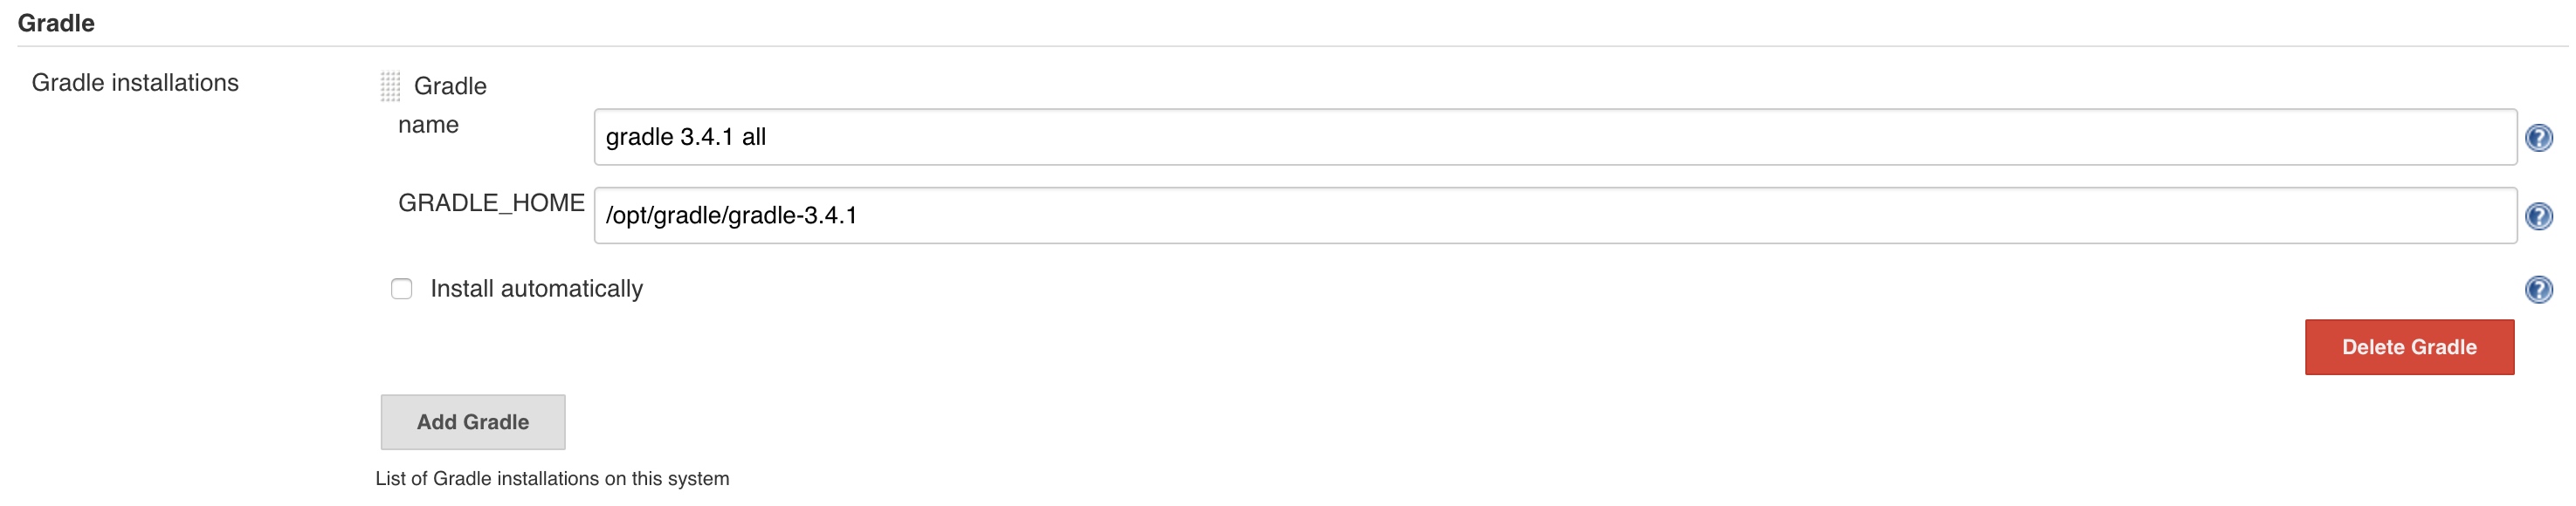 Gradle
Gradle installations
Gradle
name
gradle 3.4.1 all
GRADLE_HOME
/opt/gradle/gradle-3.4.1
Install automatically
Delete Gradle
Add Gradle
List of Gradle installations on this system